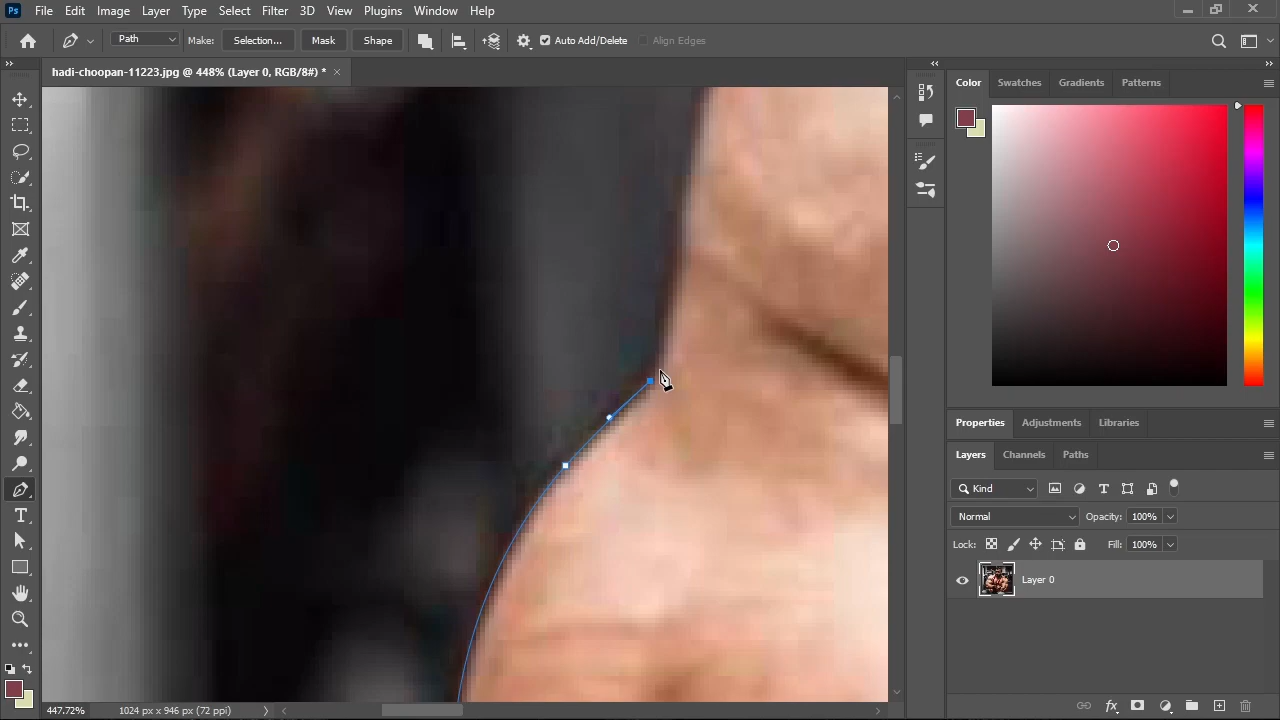 Ps File Edit Image Layer Type Select Filter 3D View Plugins Window Help
Path Make: Selection... Mask Shape Auto Add/Delete Align Edges
hadi-choopan-11223.jpg @ 448% (Layer 0, RGB/8#) *
Color Swatches Gradients Patterns
Properties Adjustments Libraries
Layers Channels Paths
Kind
Normal Opacity: 100%
Lock: Fill: 100%
Layer 0
447.72% 1024 px x 946 px (72 ppi)